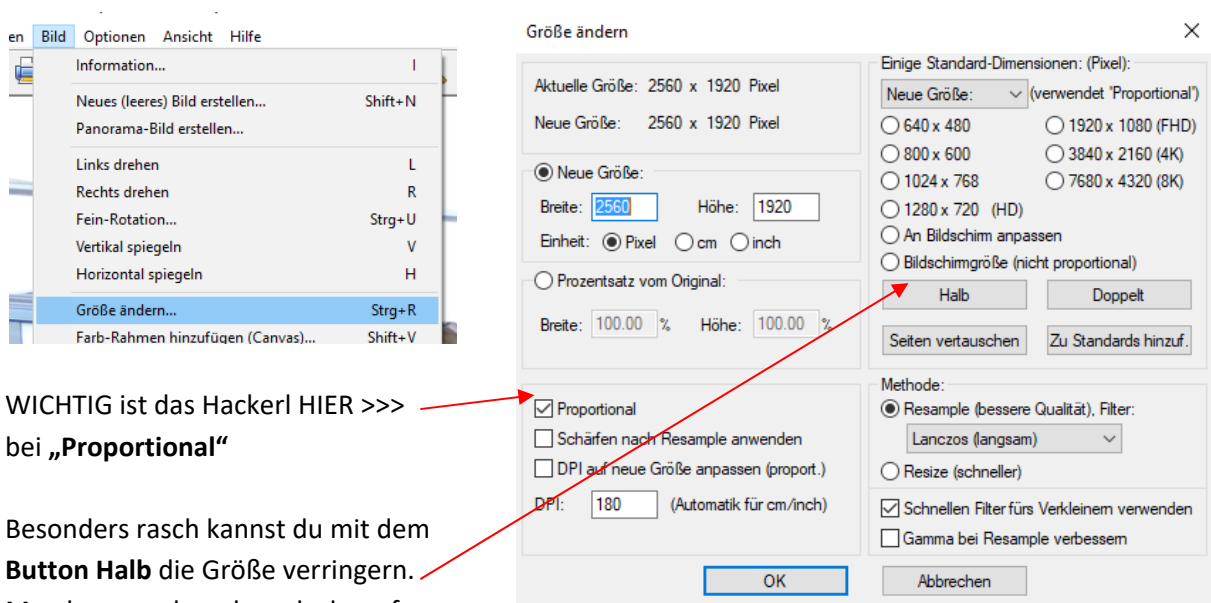 en Bild Optionen Ansicht Hilfe
Information... I
Neues (leeres) Bild erstellen... Shift+N
Panorama-Bild erstellen...
Links drehen L
Rechts drehen R
Fein-Rotation... Strg+U
Vertikal spiegeln V
Horizontal spiegeln H
Größe ändern... Strg+R
Farb-Rahmen hinzufügen (Canvas)... Shift+V
WICHTIG ist das Hackerl HIER >>>
bei „Proportional“
Besonders rasch kannst du mit dem
Button Halb die Größe verringern.
Größe ändern
Aktuelle Größe: 2560 x 1920 Pixel
Neue Größe: 2560 x 1920 Pixel
Neue Größe:
Breite: 2560 Höhe: 1920
Einheit: Pixel cm inch
Prozentsatz vom Original:
Breite: 100.00 % Höhe: 100.00 %
Proportional
Schärfen nach Resample anwenden
DPI auf neue Größe anpassen (proport.)
DPI: 180 (Automatik für cm/inch)
Einige Standard-Dimensionen: (Pixel):
Neue Größe: (verwendet 'Proportional')
640 x 480 1920 x 1080 (FHD)
800 x 600 3840 x 2160 (4K)
1024 x 768 7680 x 4320 (8K)
1280 x 720 (HD)
An Bildschirm anpassen
Bildschirmgröße (nicht proportional)
Halb Doppelt
Seiten vertauschen Zu Standards hinzuf.
Methode:
Resample (bessere Qualität), Filter:
Lanczos (langsam)
Resize (schneller)
Schnellen Filter fürs Verkleinern verwenden
Gamma bei Resample verbessern
OK Abbrechen